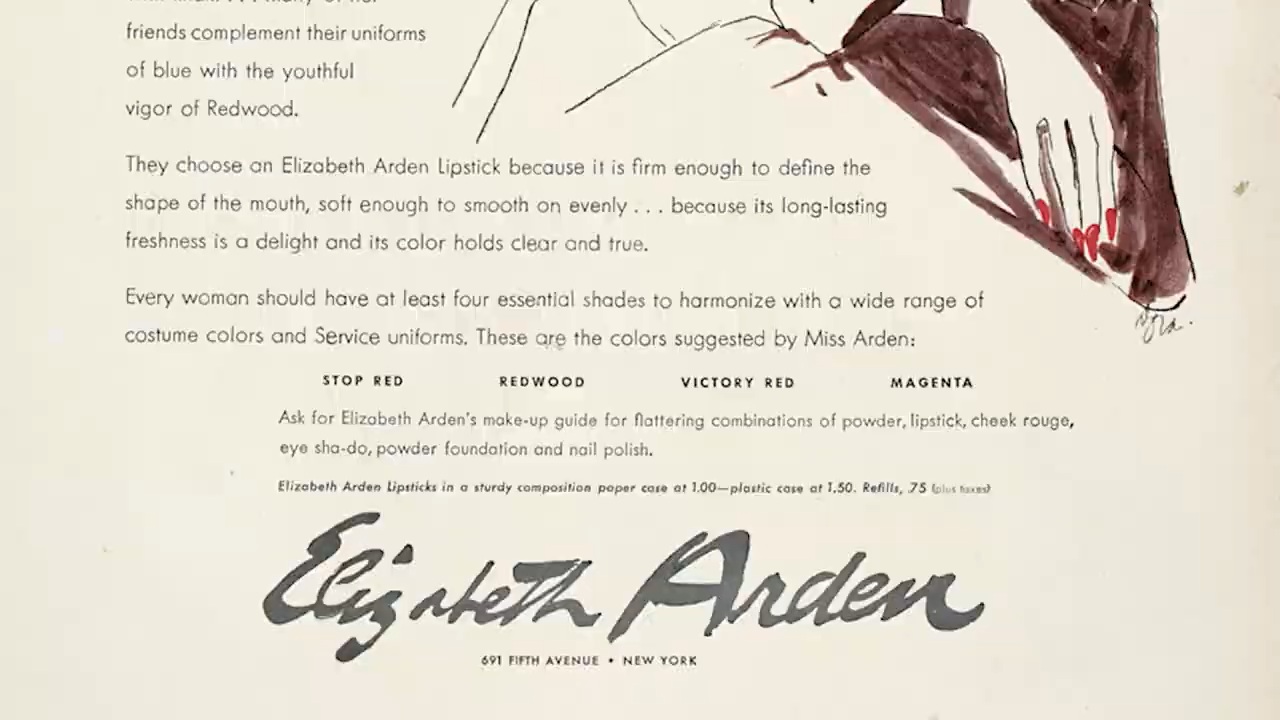 friends complement their uniforms
of blue with the youthful
vigor of Redwood.
They choose an Elizabeth Arden Lipstick because it is firm enough to define the
shape of the mouth, soft enough to smooth on evenly . . . because its long-lasting
freshness is a delight and its color holds clear and true.
Every woman should have at least four essential shades to harmonize with a wide range of
costume colors and Service uniforms. These are the colors suggested by Miss Arden:
STOP RED REDWOOD VICTORY RED MAGENTA
Ask for Elizabeth Arden's make-up guide for flattering combinations of powder, lipstick, cheek rouge,
eye sha-do, powder foundation and nail polish.
Elizabeth Arden Lipsticks in a sturdy composition paper case at 1.00—plastic case at 1.50. Refills, .75 (plus taxes)
Elizabeth Arden
691 FIFTH AVENUE • NEW YORK